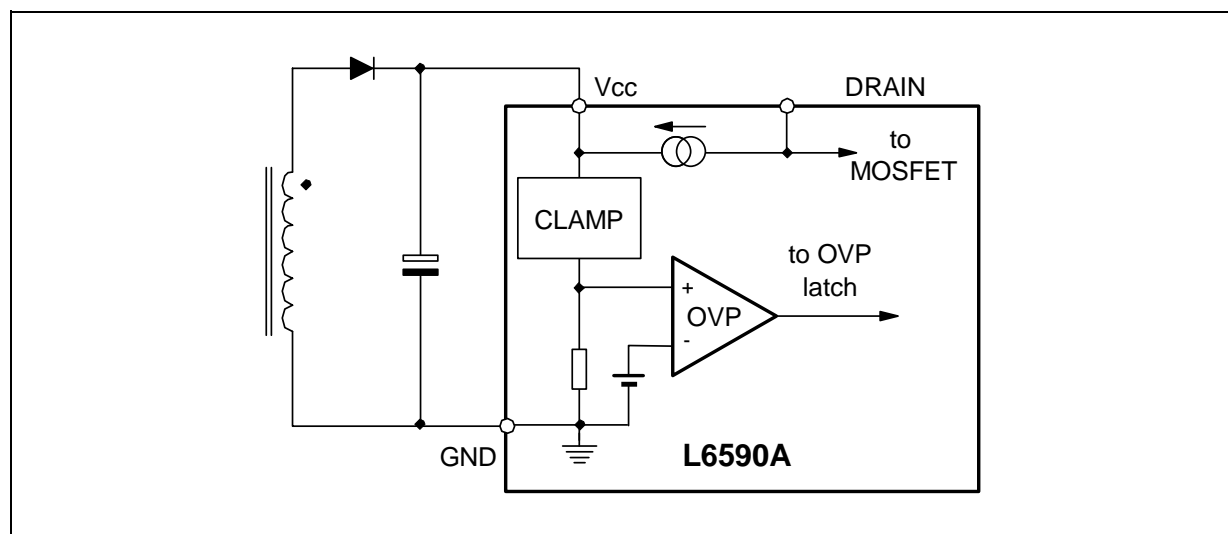 Vcc
DRAIN
to
MOSFET
CLAMP
to OVP
latch
+
OVP
-
GND
L6590A